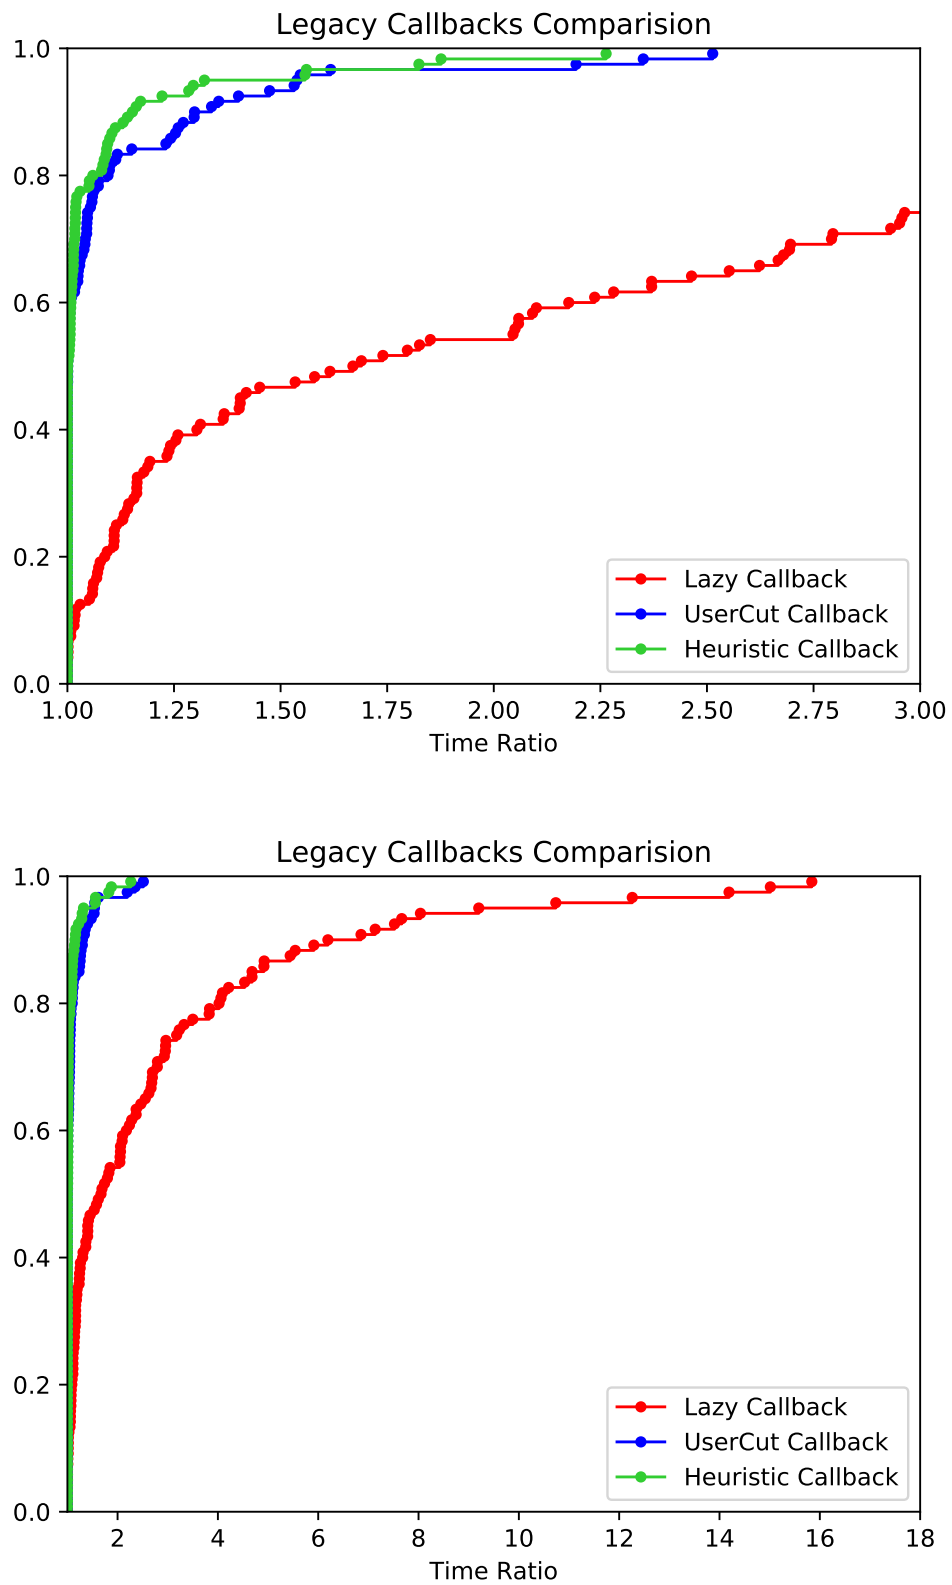 Legacy Callbacks Comparision
1.0
0.8
0.6
0.4
0.2
0.0
1.00 1.25 1.50 1.75 2.00 2.25 2.50 2.75 3.00
Time Ratio
Lazy Callback
UserCut Callback
Heuristic Callback
Legacy Callbacks Comparision
1.0
0.8
0.6
0.4
0.2
0.0
2 4 6 8 10 12 14 16 18
Time Ratio
Lazy Callback
UserCut Callback
Heuristic Callback